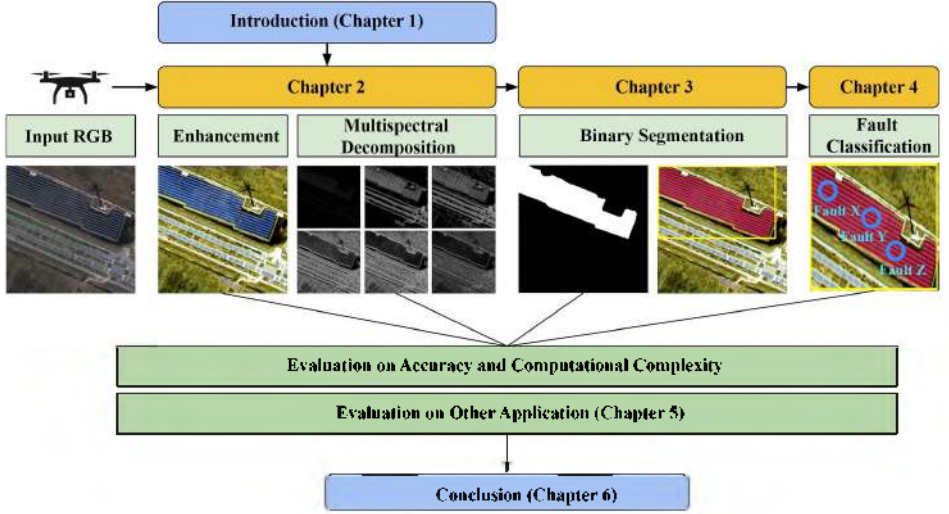 Introduction (Chapter 1)
Chapter 2
Chapter 3
Chapter 4
Input RGB
Enhancement
Multispectral
Decomposition
Binary Segmentation
Fault
Classification
Fault X
Fault Y
Fault Z
Evaluation on Accuracy and Computational Complexity
Evaluation on Other Application (Chapter 5)
Conclusion (Chapter 6)